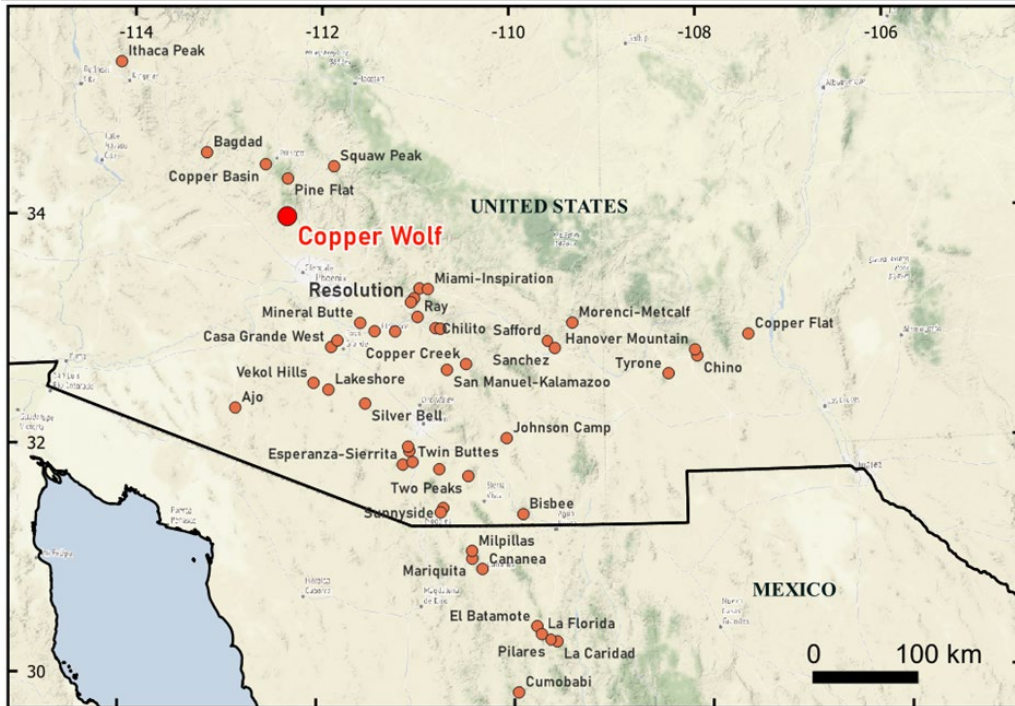 -114
-112
-110
-108
-106
Ithaca Peak
Bagdad
Squaw Peak
Copper Basin
Pine Flat
34
UNITED STATES
Copper Wolf
Miami-Inspiration
Resolution
Ray
Mineral Butte
Morenci-Metcalf
Chilito
Safford
Copper Flat
Casa Grande West
Hanover Mountain
Copper Creek
Sanchez
Tyrone
Chino
Vekol Hills
Lakeshore
San Manuel-Kalamazoo
Ajo
Silver Bell
Johnson Camp
32
Esperanza-Sierrita
Twin Buttes
Two Peaks
Bisbee
Sunnyside
Milpillas
Cananea
Mariquita
MEXICO
El Batamote
La Florida
Pilares
La Caridad
0
100 km
30
Cumobabi